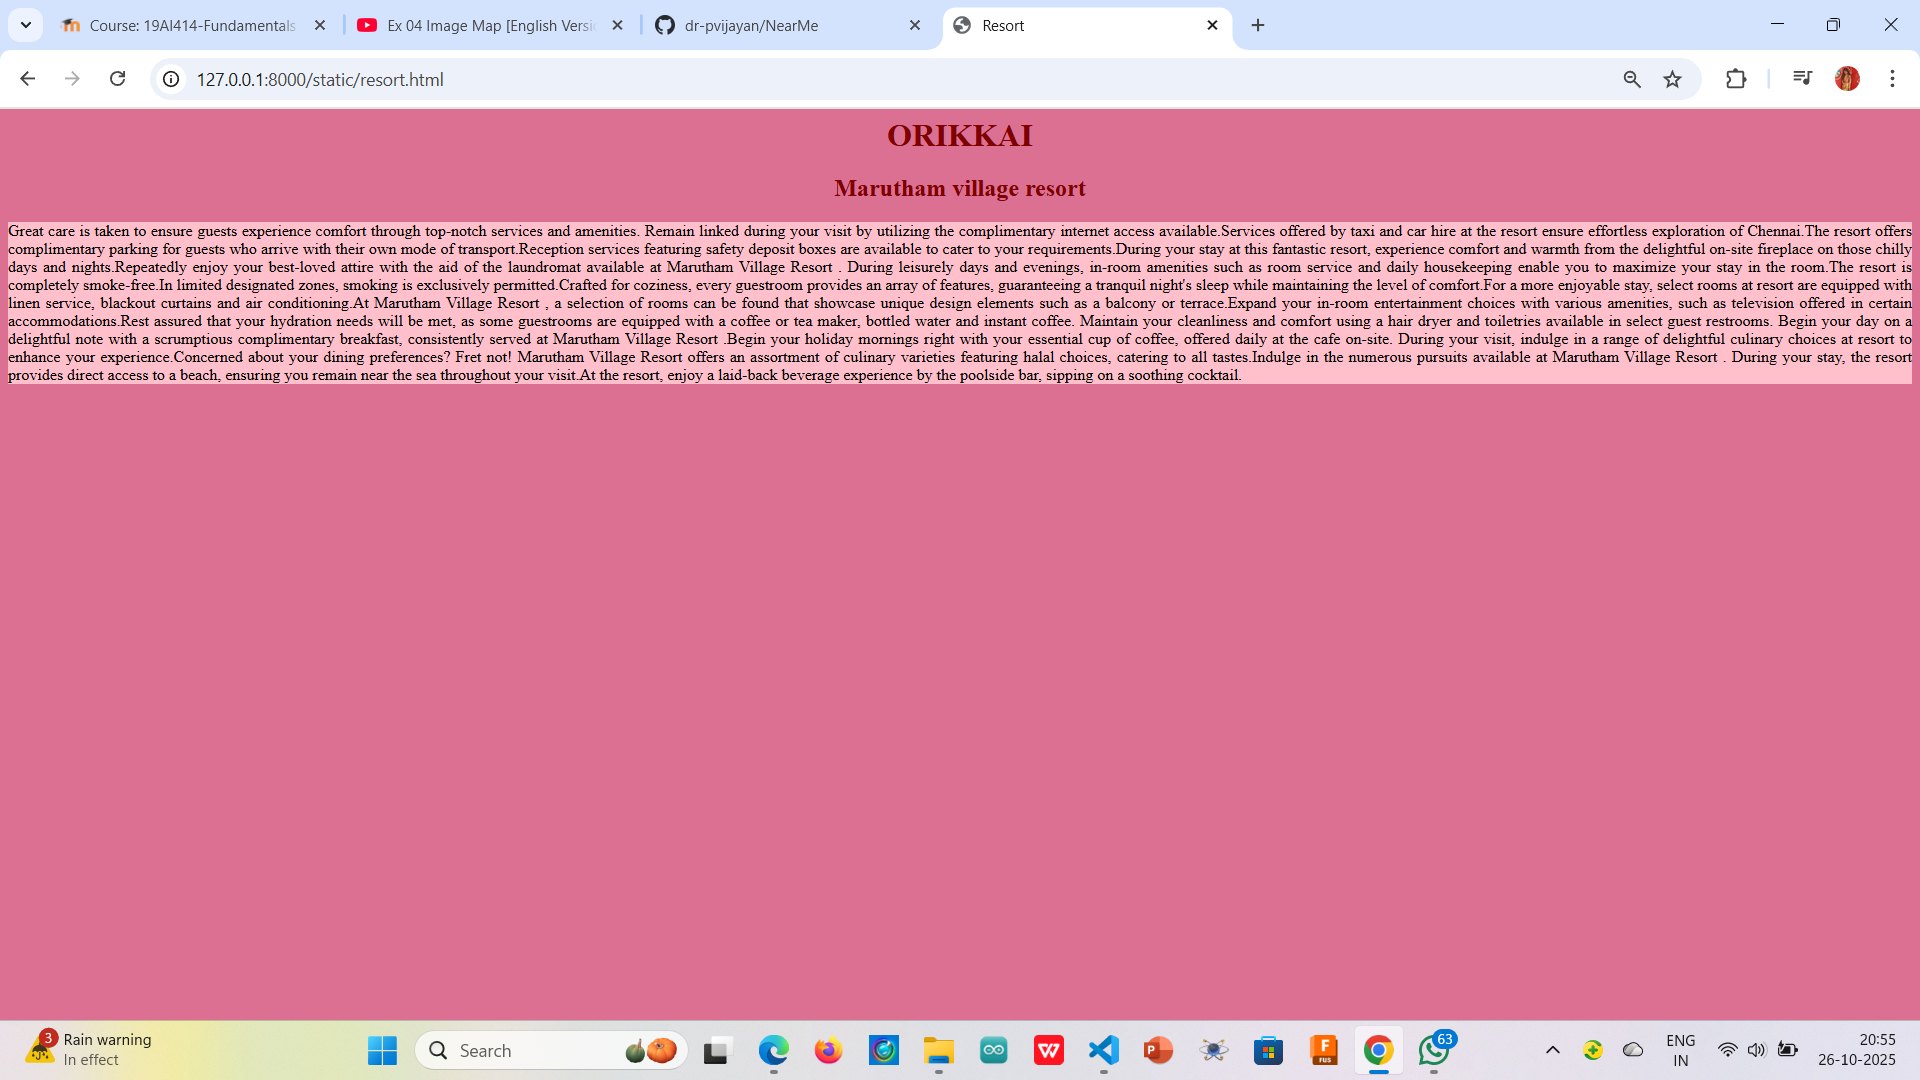 Course: 19AI414-Fundamentals
Ex 04 Image Map [English Versi
dr-pvijayan/NearMe
Resort
127.0.0.1:8000/static/resort.html
ORIKKAI
Marutham village resort
Great care is taken to ensure guests experience comfort through top-notch services and amenities. Remain linked during your visit by utilizing the complimentary internet access available.Services offered by taxi and car hire at the resort ensure effortless exploration of Chennai.The resort offers
complimentary parking for guests who arrive with their own mode of transport.Reception services featuring safety deposit boxes are available to cater to your requirements.During your stay at this fantastic resort, experience comfort and warmth from the delightful on-site fireplace on those chilly
days and nights.Repeatedly enjoy your best-loved attire with the aid of the laundromat available at Marutham Village Resort . During leisurely days and evenings, in-room amenities such as room service and daily housekeeping enable you to maximize your stay in the room.The resort is
completely smoke-free.In limited designated zones, smoking is exclusively permitted.Crafted for coziness, every guestroom provides an array of features, guaranteeing a tranquil night's sleep while maintaining the level of comfort.For a more enjoyable stay, select rooms at resort are equipped with
linen service, blackout curtains and air conditioning.At Marutham Village Resort , a selection of rooms can be found that showcase unique design elements such as a balcony or terrace.Expand your in-room entertainment choices with various amenities, such as television offered in certain
accommodations.Rest assured that your hydration needs will be met, as some guestrooms are equipped with a coffee or tea maker, bottled water and instant coffee. Maintain your cleanliness and comfort using a hair dryer and toiletries available in select guest restrooms. Begin your day on a
delightful note with a scrumptious complimentary breakfast, consistently served at Marutham Village Resort .Begin your holiday mornings right with your essential cup of coffee, offered daily at the cafe on-site. During your visit, indulge in a range of delightful culinary choices at resort to
enhance your experience.Concerned about your dining preferences? Fret not! Marutham Village Resort offers an assortment of culinary varieties featuring halal choices, catering to all tastes.Indulge in the numerous pursuits available at Marutham Village Resort . During your stay, the resort
provides direct access to a beach, ensuring you remain near the sea throughout your visit.At the resort, enjoy a laid-back beverage experience by the poolside bar, sipping on a soothing cocktail.
3
Rain warning
In effect
Search
W
P
F
FUS
63
ENG
IN
20:55
26-10-2025